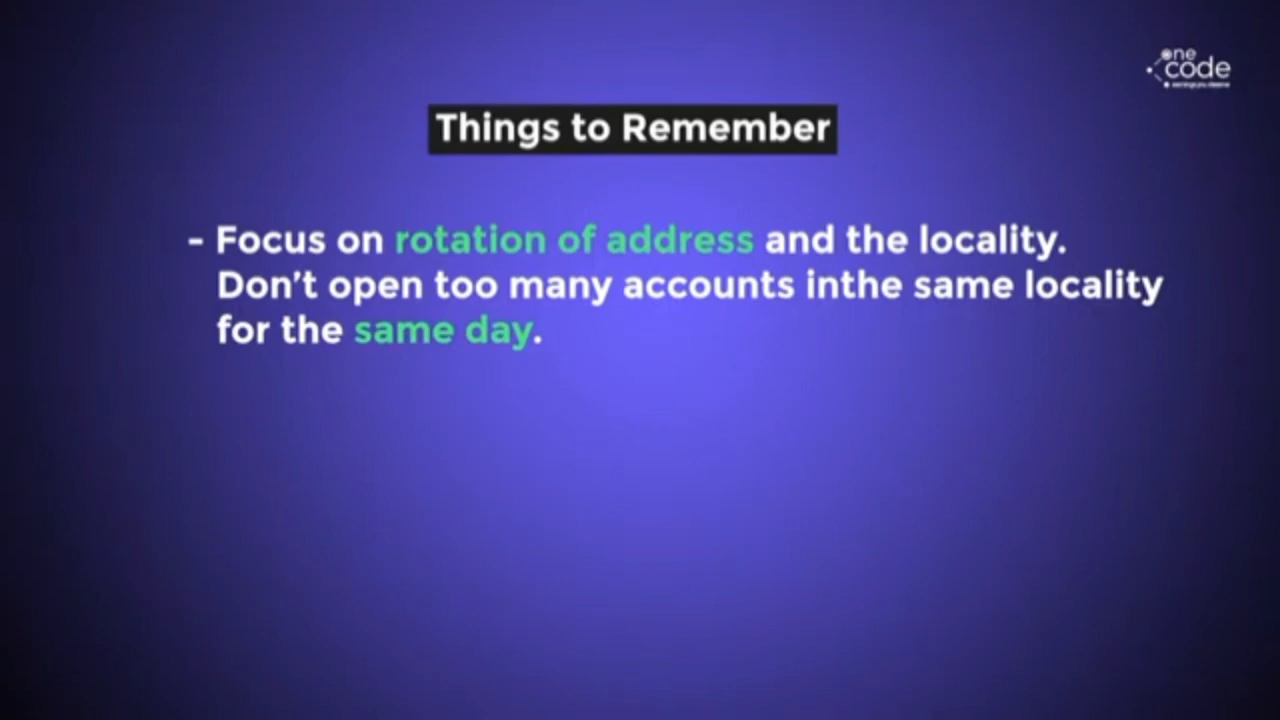 One
code
Things to Remember
- Focus on rotation of address and the locality.
Don't open too many accounts inthe same locality
for the same day.